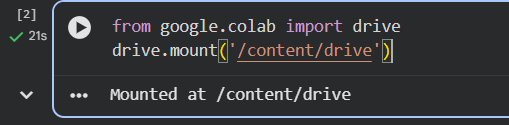 [2]
from google.colab import drive
21s
drive.mount('/content/drive')
Mounted at /content/drive